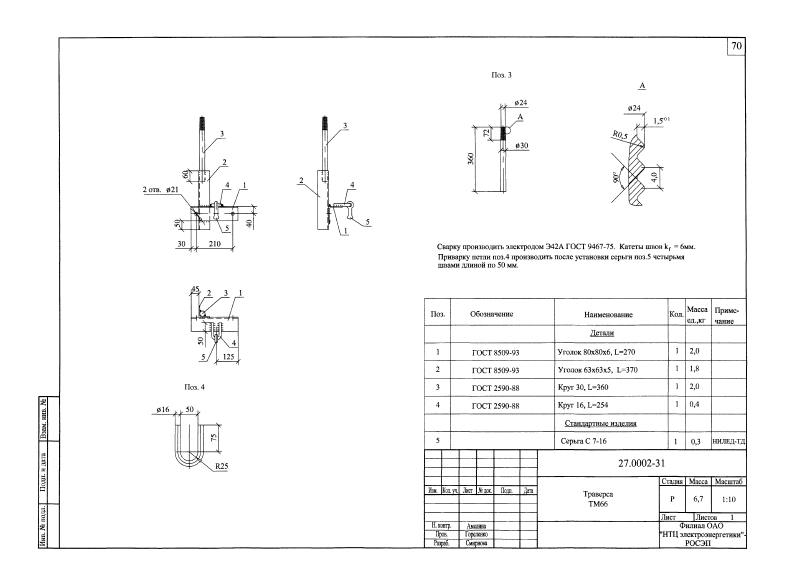 70
Поз. 3
А
3
3
ø24
А
72
360
ø30
ø24
1,5⁰¹
R0,5
90°
4,0
2
60
2 отв. ø21
4
1
50
5
40
30
210
2
4
5
1
45
2
3
1
50
5
4
125
Поз. 4
ø16
50
75
R25
Сварку производить электродом Э42А ГОСТ 9467-75. Катеты швов kf = 6мм.
Приварку петли поз.4 производить после установки серьги поз.5 четырьмя
швами длиной по 50 мм.
Поз. Обозначение Наименование Кол. Масса ед.,кг Приме-чание
Детали
1 ГОСТ 8509-93 Уголок 80х80х6, L=270 1 2,0
2 ГОСТ 8509-93 Уголок 63х63х5, L=370 1 1,8
3 ГОСТ 2590-88 Круг 30, L=360 1 2,0
4 ГОСТ 2590-88 Круг 16, L=254 1 0,4
Стандартные изделия
5 Серьга С 7-16 1 0,3 НИЛЕД-ТД
27.0002-31
Изм. Кол. уч. Лист № док. Подп. Дата
Траверса
ТМ66
Стадия Масса Масштаб
Р 6,7 1:10
Лист Листов 1
Н. контр. Амелина
Пров. Гореленко
Разраб. Смирнова
Филиал ОАО
"НТЦ электроэнергетики"-
РОСЭП
Взам. инв. №
Подп. и дата
Инв. № подл.